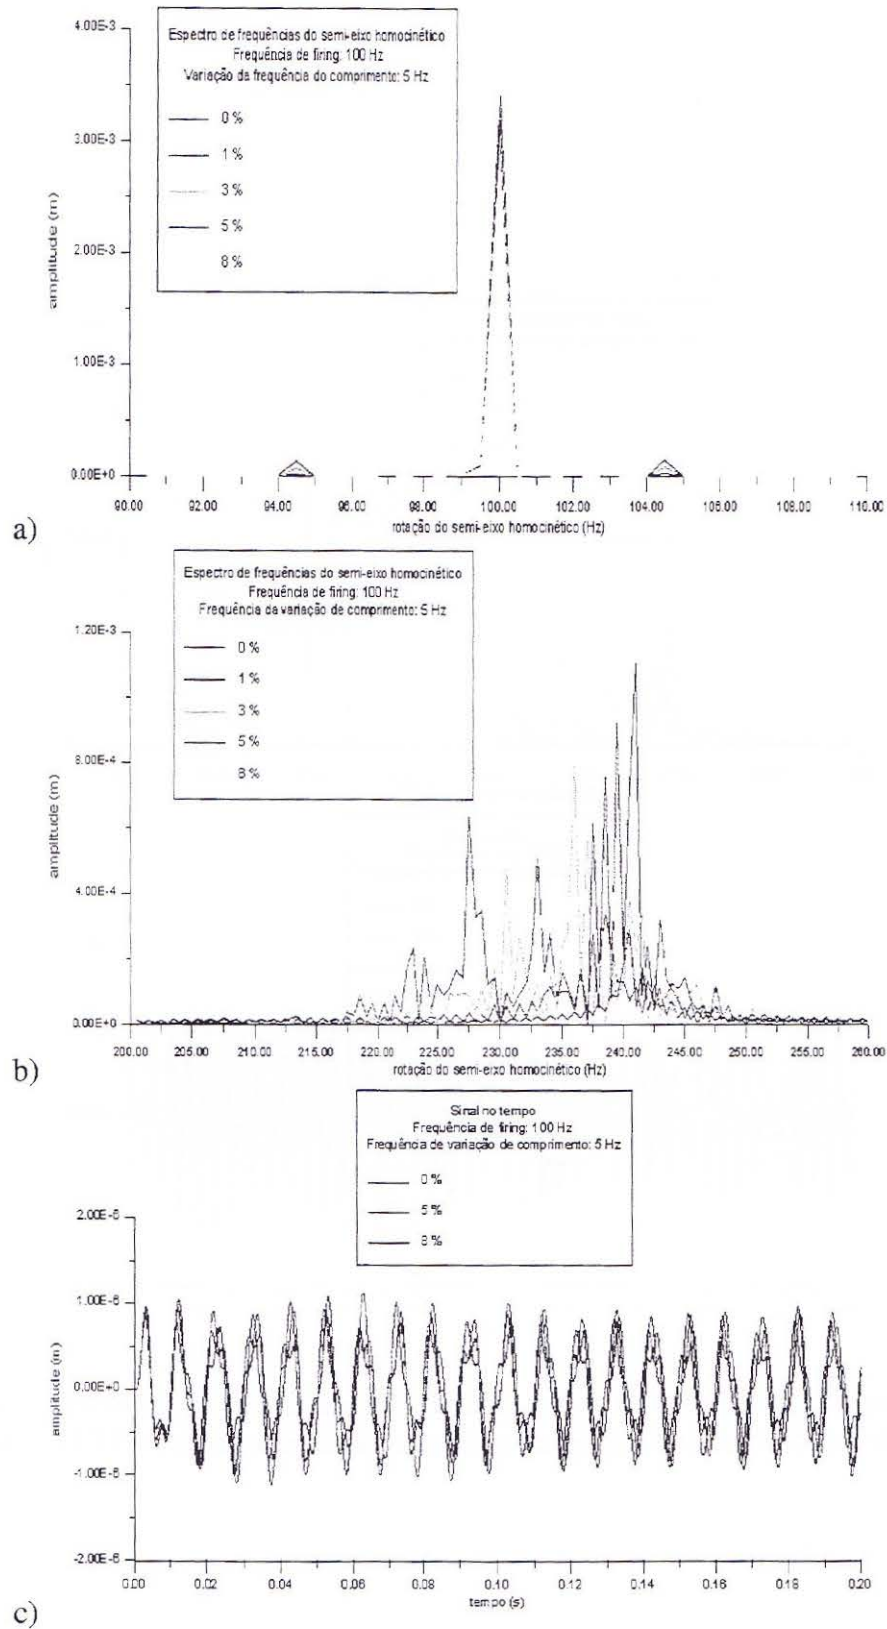 4.00E-3
Espectro de frequências do semi-eixo homocinético
Frequência de firing: 100 Hz
Variação da frequência do comprimento: 5 Hz
0 %
1 %
3 %
5 %
8 %
3.00E-3
2.00E-3
1.00E-3
0.00E+0
amplitude (m)
90.00 92.00 94.00 96.00 98.00 100.00 102.00 104.00 106.00 108.00 110.00
rotação do semi-eixo homocinético (Hz)
a)
Espectro de frequências do semi-eixo homocinético
Frequência de firing: 100 Hz
Frequência da variação de comprimento: 5 Hz
0 %
1 %
3 %
5 %
8 %
1.20E-3
8.00E-4
4.00E-4
0.00E+0
amplitude (m)
200.00 205.00 210.00 215.00 220.00 225.00 230.00 235.00 240.00 245.00 250.00 255.00 260.00
rotação do semi-eixo homocinético (Hz)
b)
Sinal no tempo
Frequência de firing: 100 Hz
Frequência de variação de comprimento: 5 Hz
0 %
5 %
8 %
2.00E-6
1.00E-6
0.00E+0
-1.00E-6
-2.00E-6
amplitude (m)
0.00 0.02 0.04 0.06 0.08 0.10 0.12 0.14 0.16 0.18 0.20
tempo (s)
c)